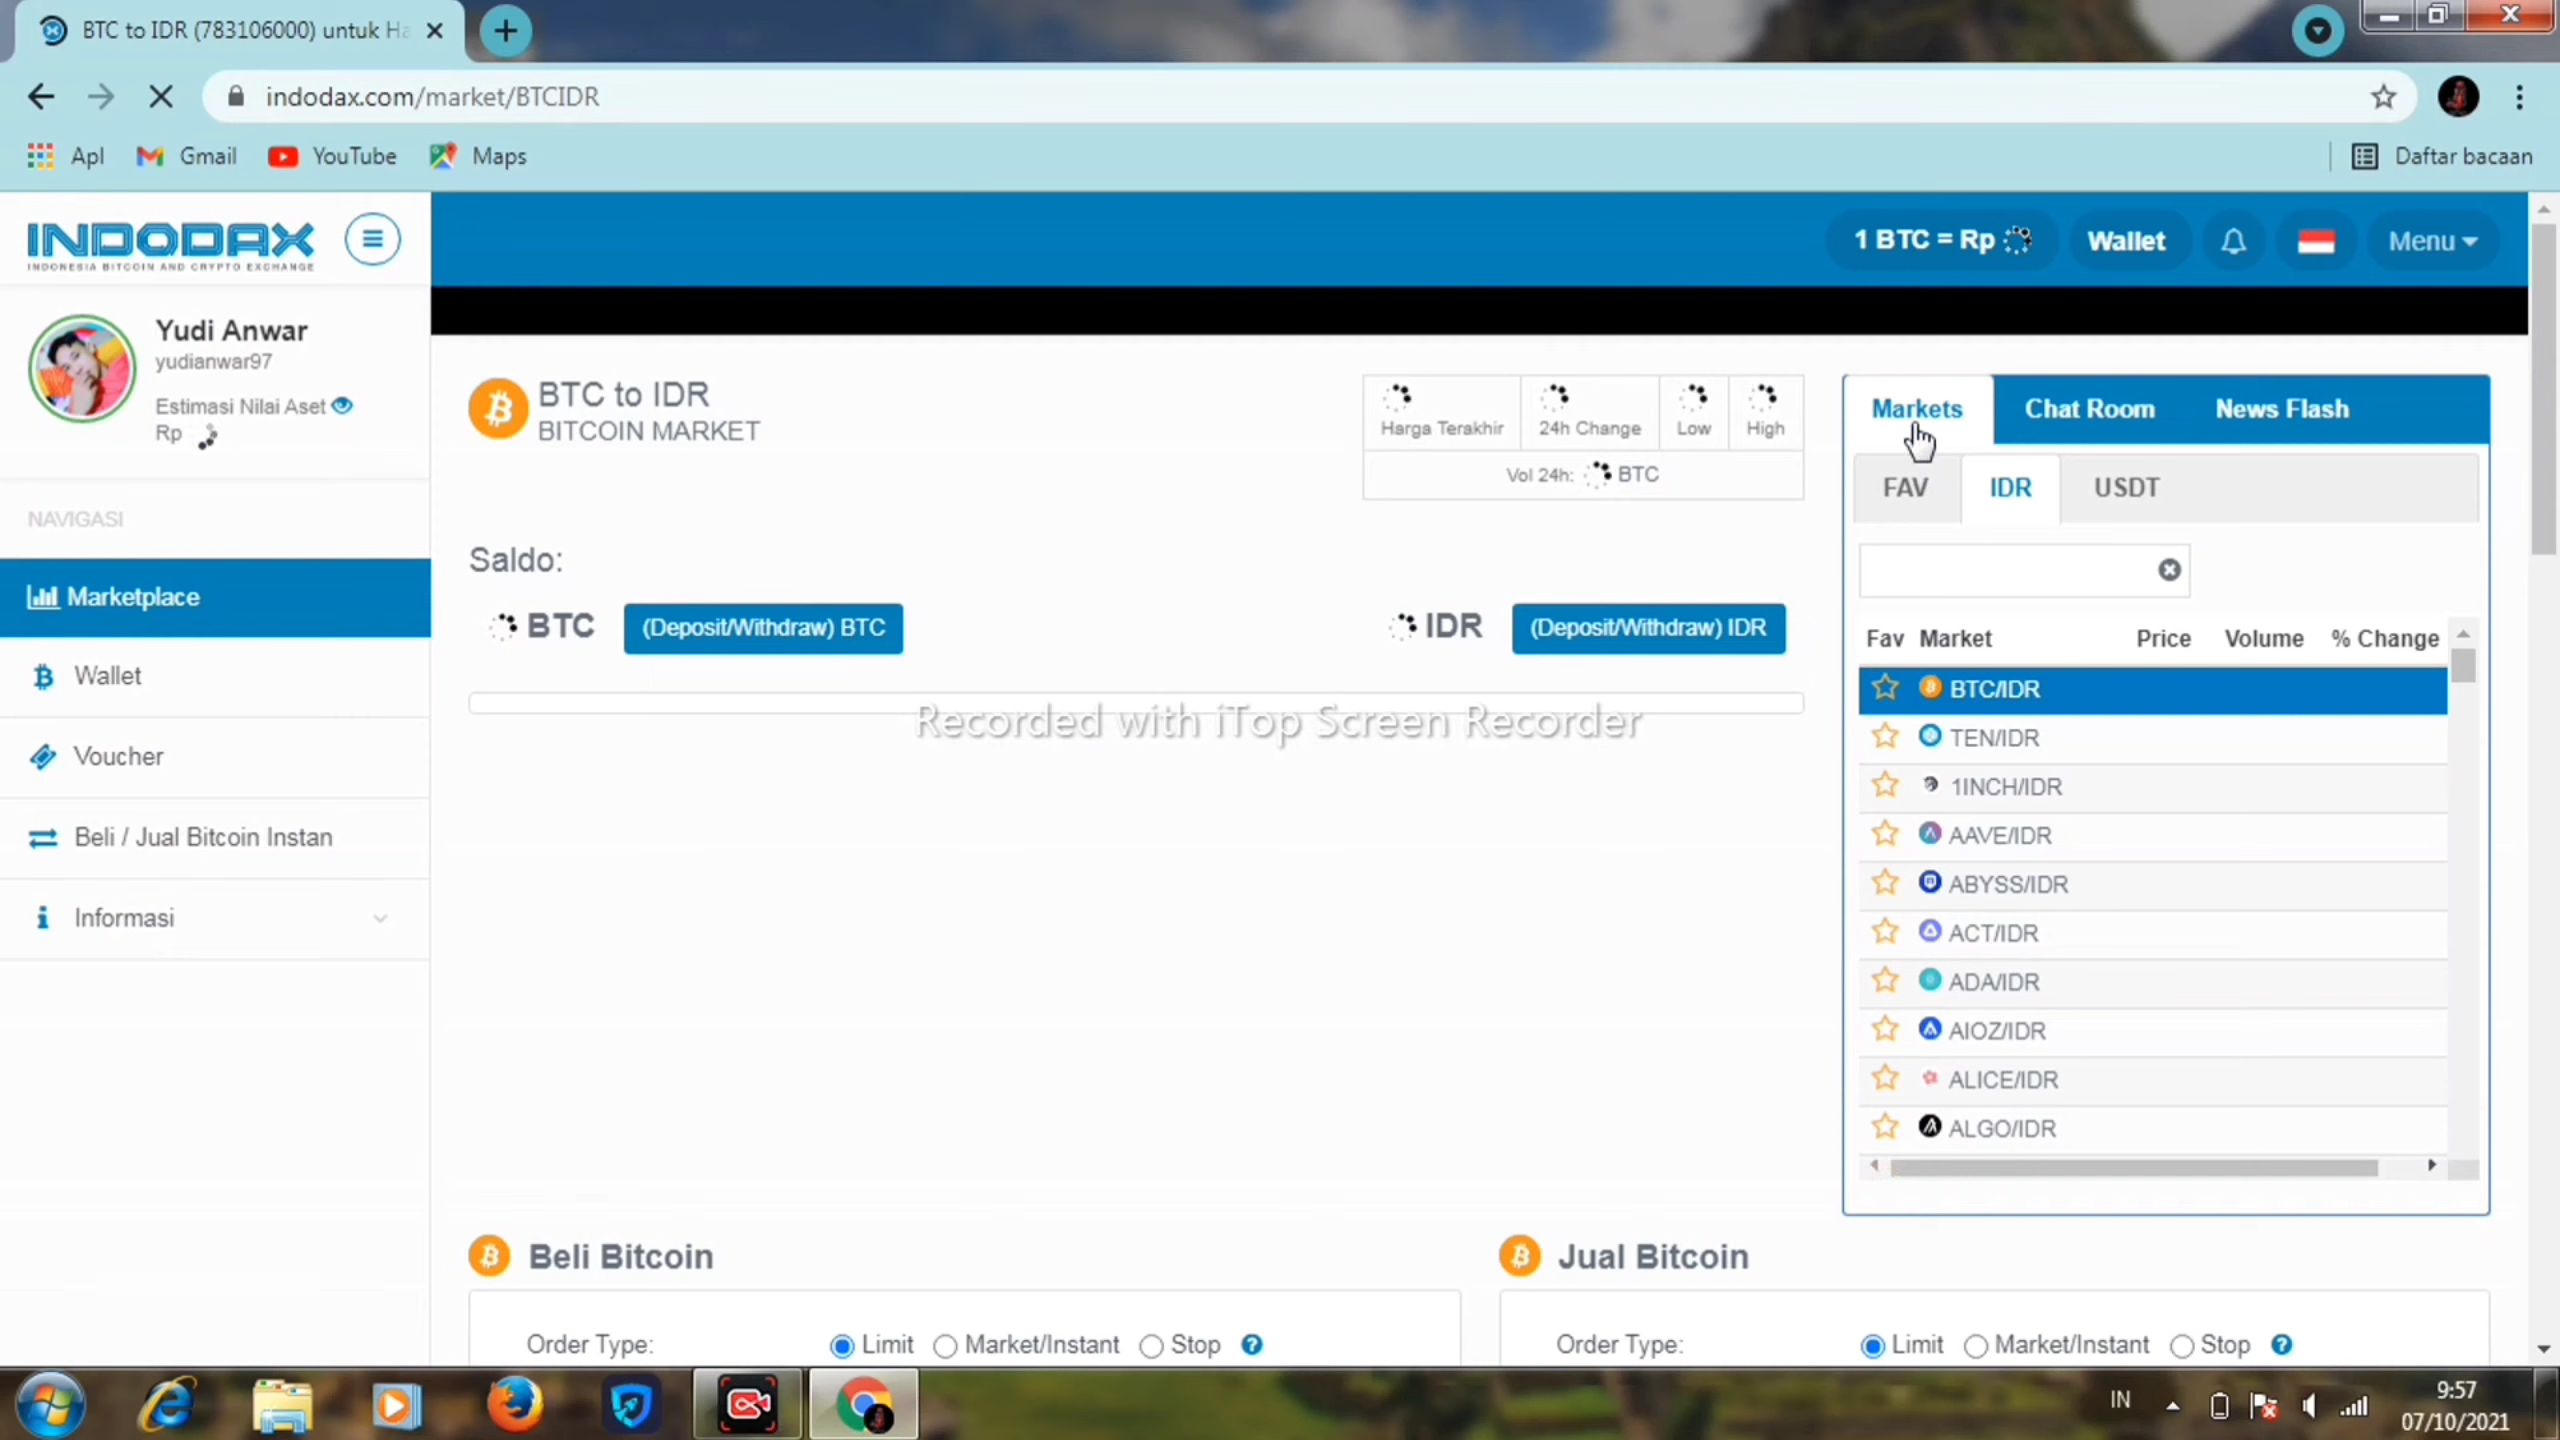 BTC to IDR (783106000) untuk Ha
indodax.com/market/BTCIDR
Apl
Gmail
YouTube
Maps
Daftar bacaan
INDODAX
INDONESIA BITCOIN AND CRYPTO EXCHANGE
1 BTC = Rp
Wallet
Menu
Yudi Anwar
yudianwar97
Estimasi Nilai Aset
Rp
NAVIGASI
Marketplace
Wallet
Voucher
Beli / Jual Bitcoin Instan
Informasi
BTC to IDR
BITCOIN MARKET
Harga Terakhir
24h Change
Low
High
Vol 24h: BTC
Saldo:
BTC
(Deposit/Withdraw) BTC
IDR
(Deposit/Withdraw) IDR
Recorded with iTop Screen Recorder
Markets
Chat Room
News Flash
FAV
IDR
USDT
Fav Market Price Volume % Change
BTC/IDR
TEN/IDR
1INCH/IDR
AAVE/IDR
ABYSS/IDR
ACT/IDR
ADA/IDR
AIOZ/IDR
ALICE/IDR
ALGO/IDR
Beli Bitcoin
Order Type: Limit Market/Instant Stop ?
Jual Bitcoin
Order Type: Limit Market/Instant Stop ?
IN
9:57
07/10/2021